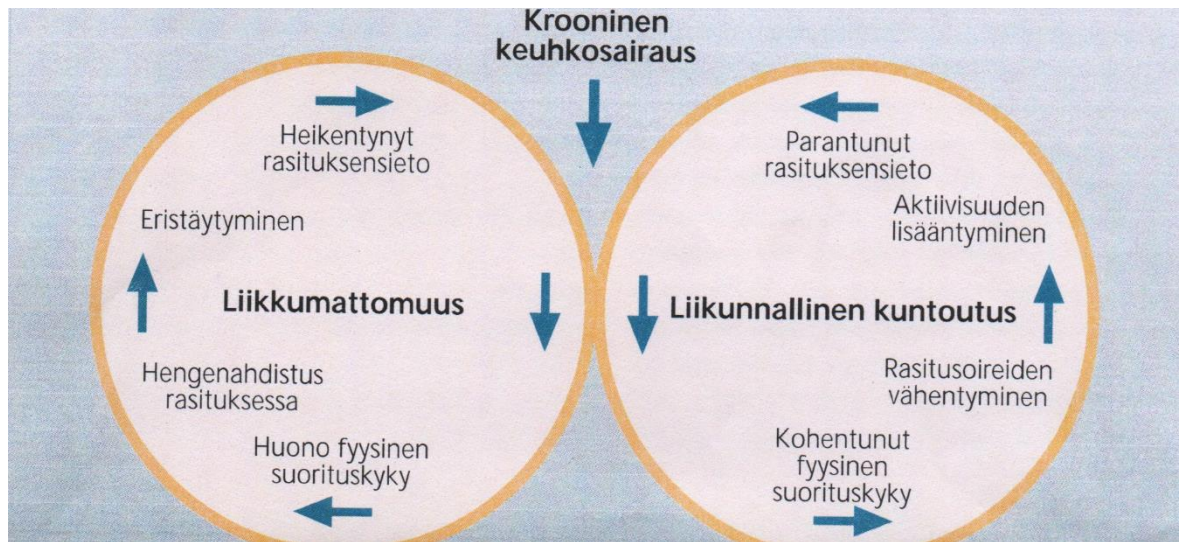 Krooninen
keuhkosairaus
Heikentynyt
rasituksensieto
Eristäytyminen
Liikkumattomuus
Hengenahdistus
rasituksessa
Huono fyysinen
suorituskyky
Parantunut
rasituksensieto
Aktiivisuuden
lisääntyminen
Liikunnallinen kuntoutus
Rasitusoireiden
vähentyminen
Kohentunut
fyysinen
suorituskyky